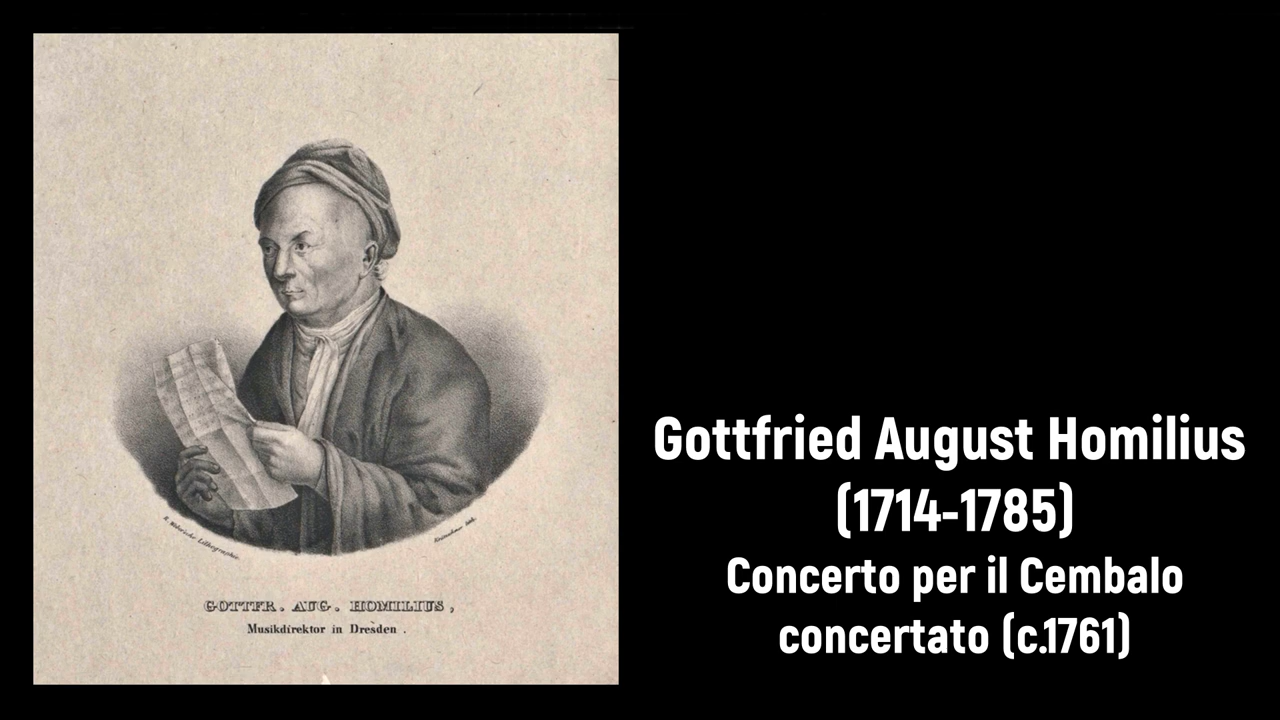 GOTTFR. AUG. HOMILIUS,
Musikdirektor in Dresden.
Gottfried August Homilius
(1714-1785)
Concerto per il Cembalo
concertato (c.1761)